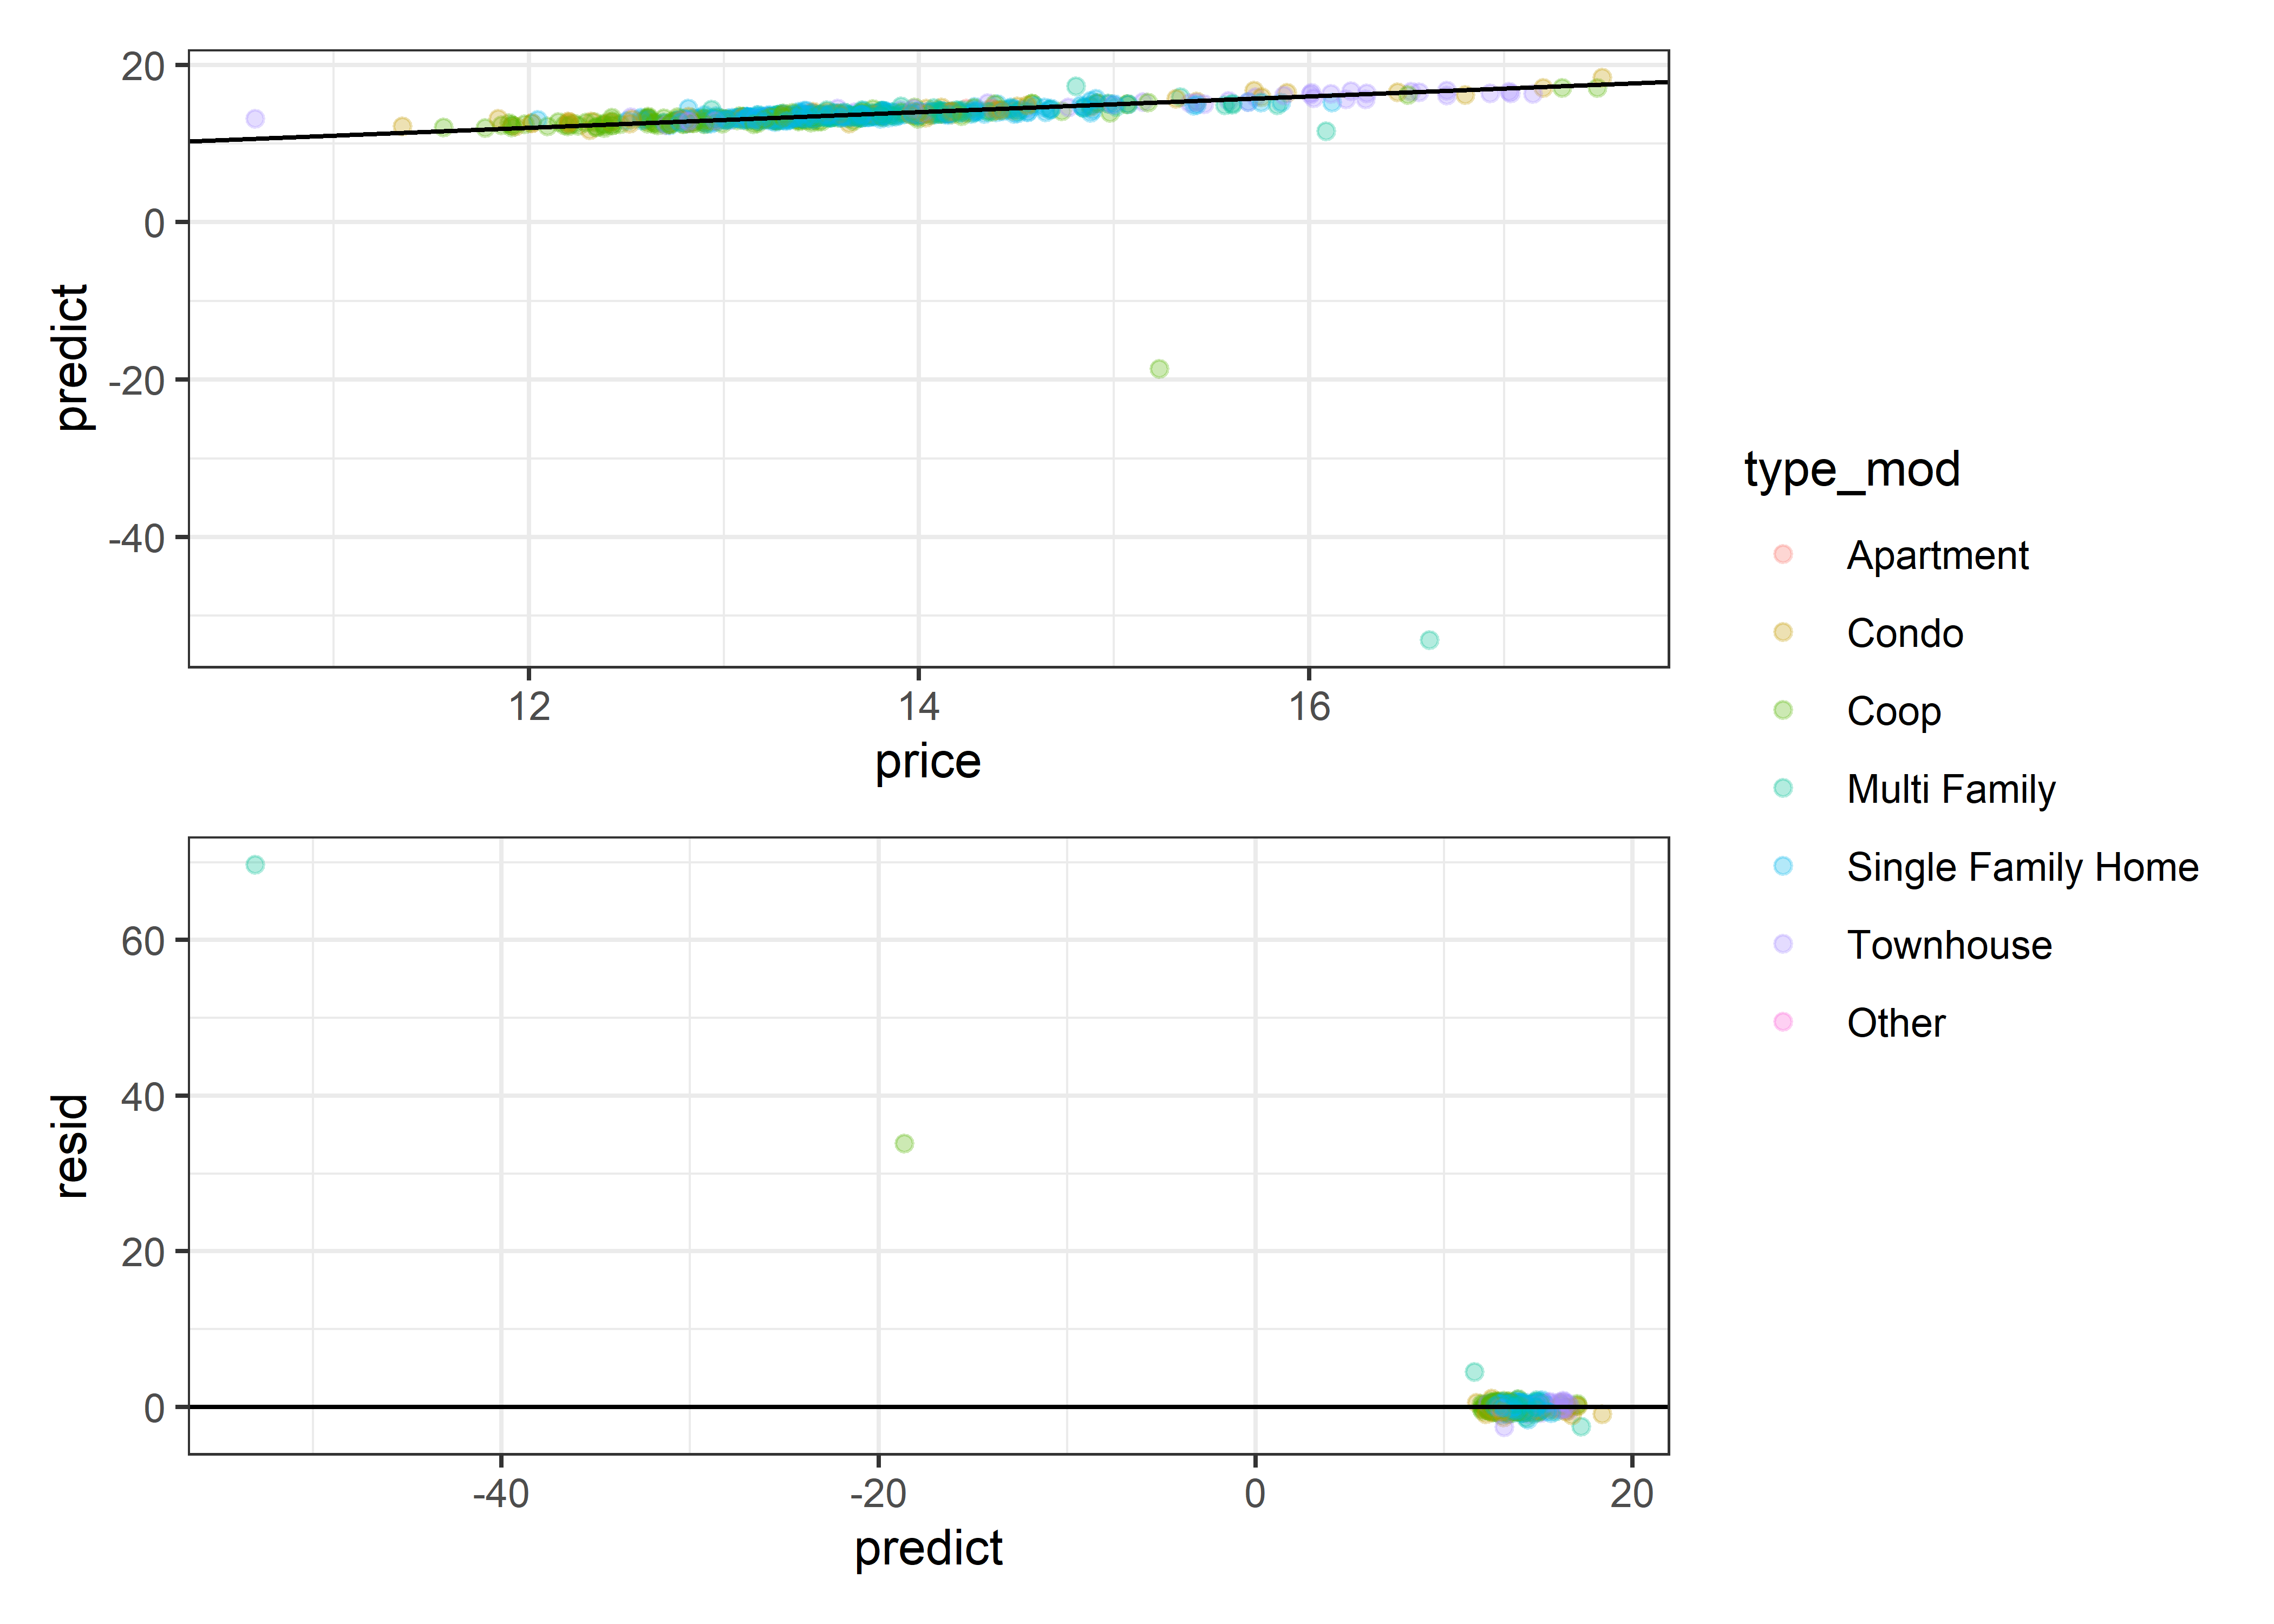 20
0
-20
-40
predict
12
14
16
price
type_mod
Apartment
Condo
Coop
Multi Family
Single Family Home
Townhouse
Other
60
40
20
0
resid
-40
-20
0
20
predict